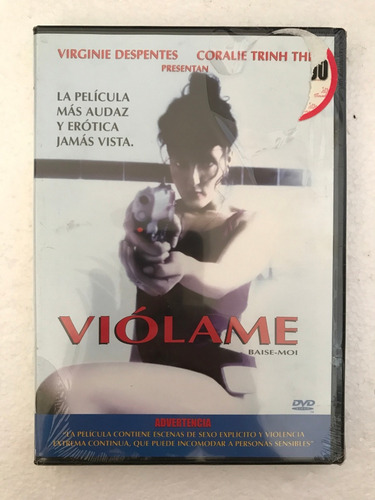 VIRGINIE DESPENTES CORALIE TRINH THI
PRESENTAN
LA PELÍCULA
MÁS AUDAZ
Y ERÓTICA
JAMÁS VISTA.
VIÓLAME
BAISE-MOI
DVD
ADVERTENCIA
"LA PELÍCULA CONTIENE ESCENAS DE SEXO EXPLICITO Y VIOLENCIA
EXTREMA CONTINUA, QUE PUEDE INCOMODAR A PERSONAS SENSIBLES"